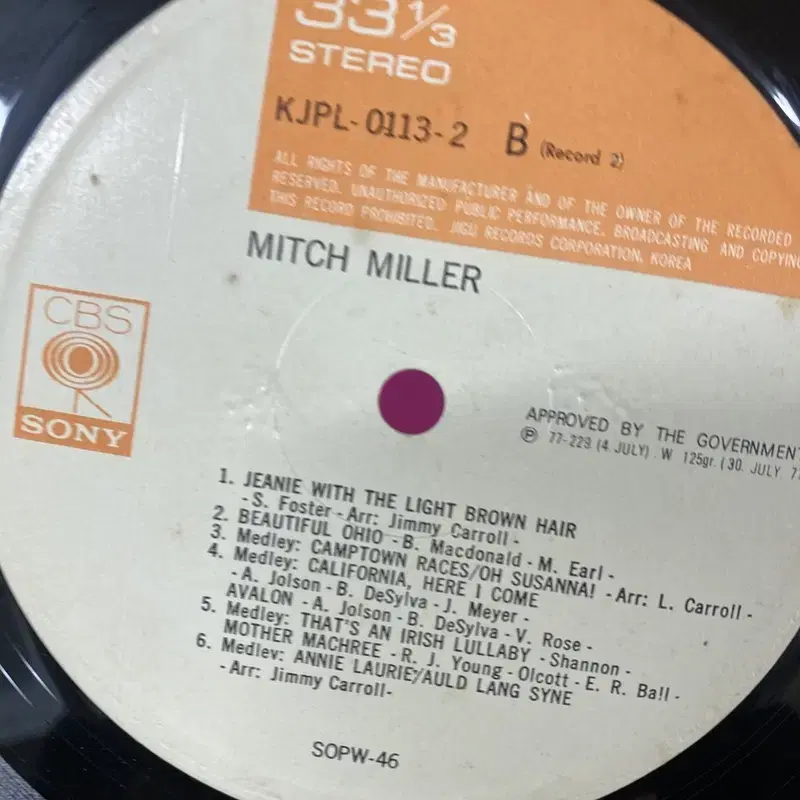 33 1/3
STEREO
KJPL-0113-2 B (Record 2)
ALL RIGHTS OF THE MANUFACTURER AND OF THE OWNER OF THE RECORDED
RESERVED. UNAUTHORIZED PUBLIC PERFORMANCE. BROADCASTING AND COPYING
THIS RECORD PROHIBITED. JIGU RECORDS CORPORATION. KOREA
MITCH MILLER
CBS
SONY
APPROVED BY THE GOVERNMENT
Ⓟ 77-229 (4. JULY). W 125gr. (30. JULY. 7
1. JEANIE WITH THE LIGHT BROWN HAIR
-S. Foster-Arr: Jimmy Carroll-
2. BEAUTIFUL OHIO -B. Macdonald-M. Earl-
3. Medley: CAMPTOWN RACES/OH SUSANNA! -Arr: L. Carroll-
4. Medley: CALIFORNIA, HERE I COME
-A. Jolson-B. DeSylva-J. Meyer-
AVALON -A. Jolson-B. DeSylva-V. Rose-
5. Medley: THAT'S AN IRISH LULLABY -Shannon-
MOTHER MACHREE -R. J. Young-Olcott-E. R. Ball-
6. Medley: ANNIE LAURIE/AULD LANG SYNE
-Arr: Jimmy Carroll-
SOPW-46